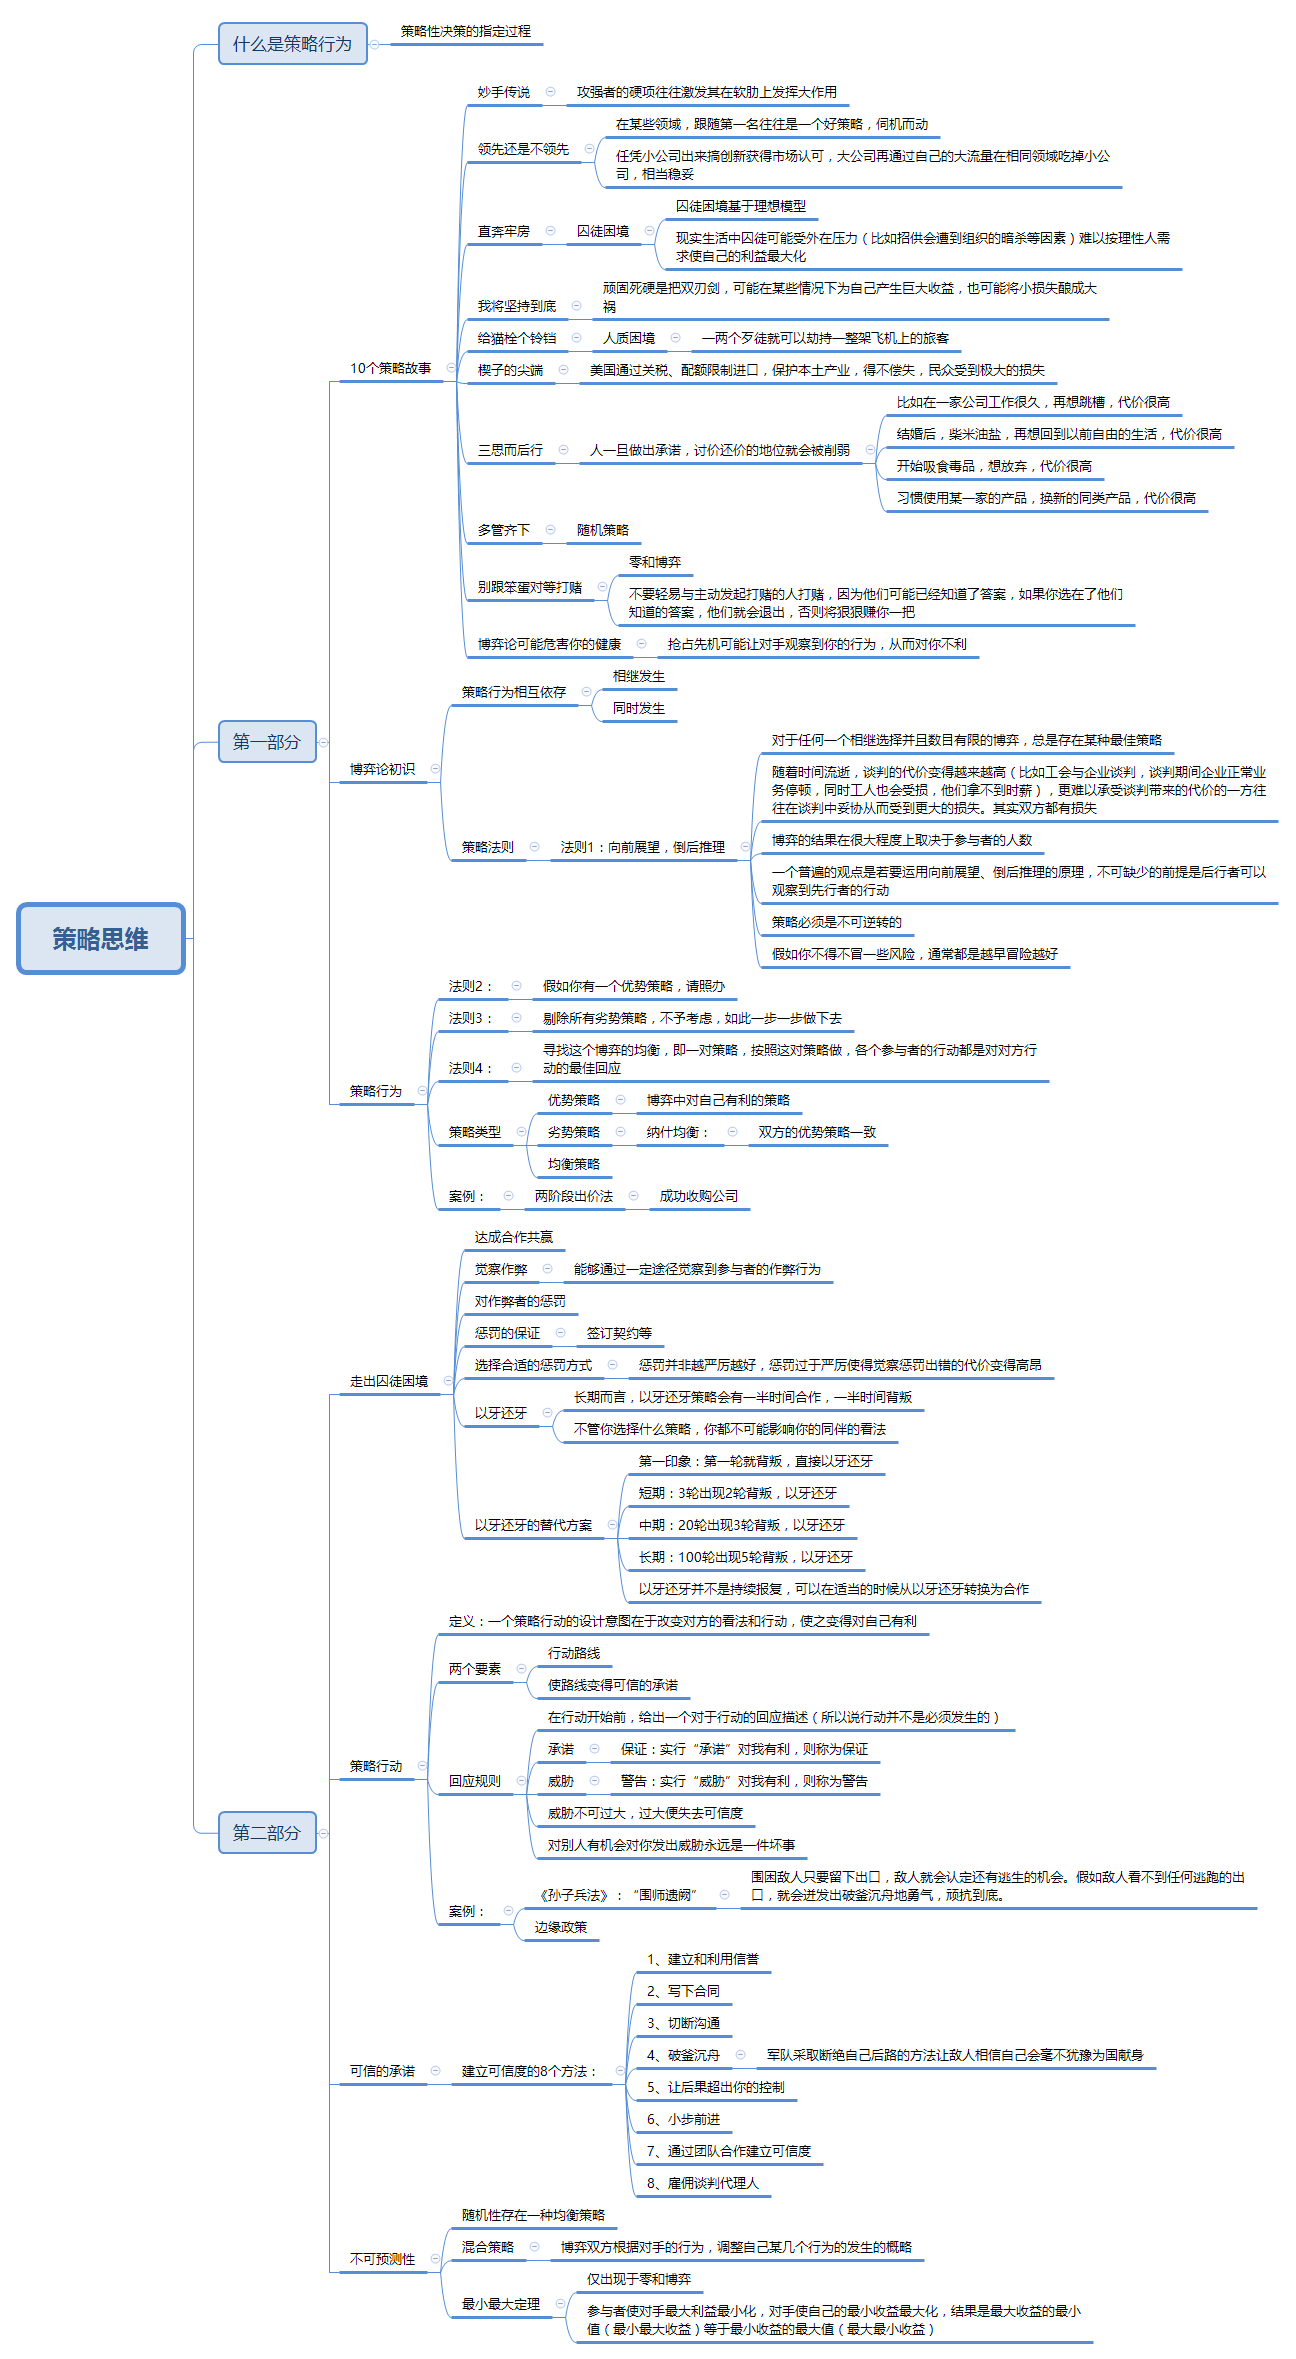 策略思维
什么是策略行为
策略性决策的指定过程
第一部分
10个策略故事
妙手传说
攻强者的硬项往往激发其在软肋上发挥大作用
领先还是不领先
在某些领域，跟随第一名往往是一个好策略，伺机而动
任凭小公司出来搞创新获得市场认可，大公司再通过自己的大流量在相同领域吃掉小公
司，相当稳妥
直奔牢房
囚徒困境
囚徒困境基于理想模型
现实生活中囚徒可能受外在压力（比如招供会遭到组织的暗杀等因素）难以按理性人需
求使自己的利益最大化
我将坚持到底
顽固死硬是把双刃剑，可能在某些情况下为自己产生巨大收益，也可能将小损失酿成大
祸
给猫栓个铃铛
人质困境
一两个歹徒就可以劫持一整架飞机上的旅客
楔子的尖端
美国通过关税、配额限制进口，保护本土产业，得不偿失，民众受到极大的损失
三思而后行
人一旦做出承诺，讨价还价的地位就会被削弱
比如在一家公司工作很久，再想跳槽，代价很高
结婚后，柴米油盐，再想回到以前自由的生活，代价很高
开始吸食毒品，想放弃，代价很高
习惯使用某一家的产品，换新的同类产品，代价很高
多管齐下
随机策略
别跟笨蛋对等打赌
零和博弈
不要轻易与主动发起打赌的人打赌，因为他们可能已经知道了答案，如果你选在了他们
知道的答案，他们就会退出，否则将狠狠赚你一把
博弈论可能危害你的健康
抢占先机可能让对手观察到你的行为，从而对你不利
博弈论初识
策略行为相互依存
相继发生
同时发生
策略法则
法则1：向前展望，倒后推理
对于任何一个相继选择并且数目有限的博弈，总是存在某种最佳策略
随着时间流逝，谈判的代价变得越来越高（比如工会与企业谈判，谈判期间企业正常业
务停顿，同时工人也会受损，他们拿不到时薪），更难以承受谈判带来的代价的一方往
往在谈判中妥协从而受到更大的损失。其实双方都有损失
博弈的结果在很大程度上取决于参与者的人数
一个普遍的观点是若要运用向前展望、倒后推理的原理，不可缺少的前提是后行者可以
观察到先行者的行动
策略必须是不可逆转的
假如你不得不冒一些风险，通常都是越早冒险越好
策略行为
法则2：
假如你有一个优势策略，请照办
法则3：
剔除所有劣势策略，不予考虑，如此一步一步做下去
法则4：
寻找这个博弈的均衡，即一对策略，按照这对策略做，各个参与者的行动都是对对方行
动的最佳回应
策略类型
优势策略
博弈中对自己有利的策略
劣势策略
纳什均衡：
双方的优势策略一致
均衡策略
案例：
两阶段出价法
成功收购公司
第二部分
走出囚徒困境
达成合作共赢
觉察作弊
能够通过一定途径觉察到参与者的作弊行为
对作弊者的惩罚
惩罚的保证
签订契约等
选择合适的惩罚方式
惩罚并非越严厉越好，惩罚过于严厉使得觉察惩罚出错的代价变得高昂
以牙还牙
长期而言，以牙还牙策略会有一半时间合作，一半时间背叛
不管你选择什么策略，你都不可能影响你的同伴的看法
以牙还牙的替代方案
第一印象：第一轮就背叛，直接以牙还牙
短期：3轮出现2轮背叛，以牙还牙
中期：20轮出现3轮背叛，以牙还牙
长期：100轮出现5轮背叛，以牙还牙
以牙还牙并不是持续报复，可以在适当的时候从以牙还牙转换为合作
策略行动
定义：一个策略行动的设计意图在于改变对方的看法和行动，使之变得对自己有利
两个要素
行动路线
使路线变得可信的承诺
回应规则
在行动开始前，给出一个对于行动的回应描述（所以说行动并不是必须发生的）
承诺
保证：实行“承诺”对我有利，则称为保证
威胁
警告：实行“威胁”对我有利，则称为警告
威胁不可过大，过大便失去可信度
对别人有机会对你发出威胁永远是一件坏事
案例：
《孙子兵法》：“围师遗阙”
围困敌人只要留下出口，敌人就会认定还有逃生的机会。假如敌人看不到任何逃跑的出
口，就会迸发出破釜沉舟地勇气，顽抗到底。
边缘政策
可信的承诺
建立可信度的8个方法：
1、建立和利用信誉
2、写下合同
3、切断沟通
4、破釜沉舟
军队采取断绝自己后路的方法让敌人相信自己会毫不犹豫为国献身
5、让后果超出你的控制
6、小步前进
7、通过团队合作建立可信度
8、雇佣谈判代理人
不可预测性
随机性存在一种均衡策略
混合策略
博弈双方根据对手的行为，调整自己某几个行为的发生的概略
最小最大定理
仅出现于零和博弈
参与者使对手最大利益最小化，对手使自己的最小收益最大化，结果是最大收益的最小
值（最小最大收益）等于最小收益的最大值（最大最小收益）